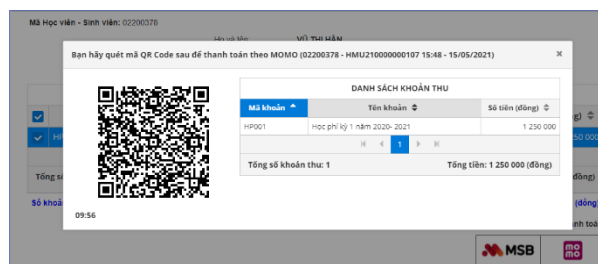 Mã Học viên - Sinh viên: 02200378
Họ và tên: VŨ THỊ HÂN
Bạn hãy quét mã QR Code sau để thanh toán theo MOMO (02200378 - HMU210000000107 15:48 - 15/05/2021)
DANH SÁCH KHOẢN THU
Mã khoản Tên khoản Số tiền (đồng)
HP001 Học phí kỳ 1 năm 2020- 2021 1 250 000
1
Tổng số khoản thu: 1 Tổng tiền: 1 250 000 (đồng)
09:56
Số khoả
(đồng
MSB
mo
mo